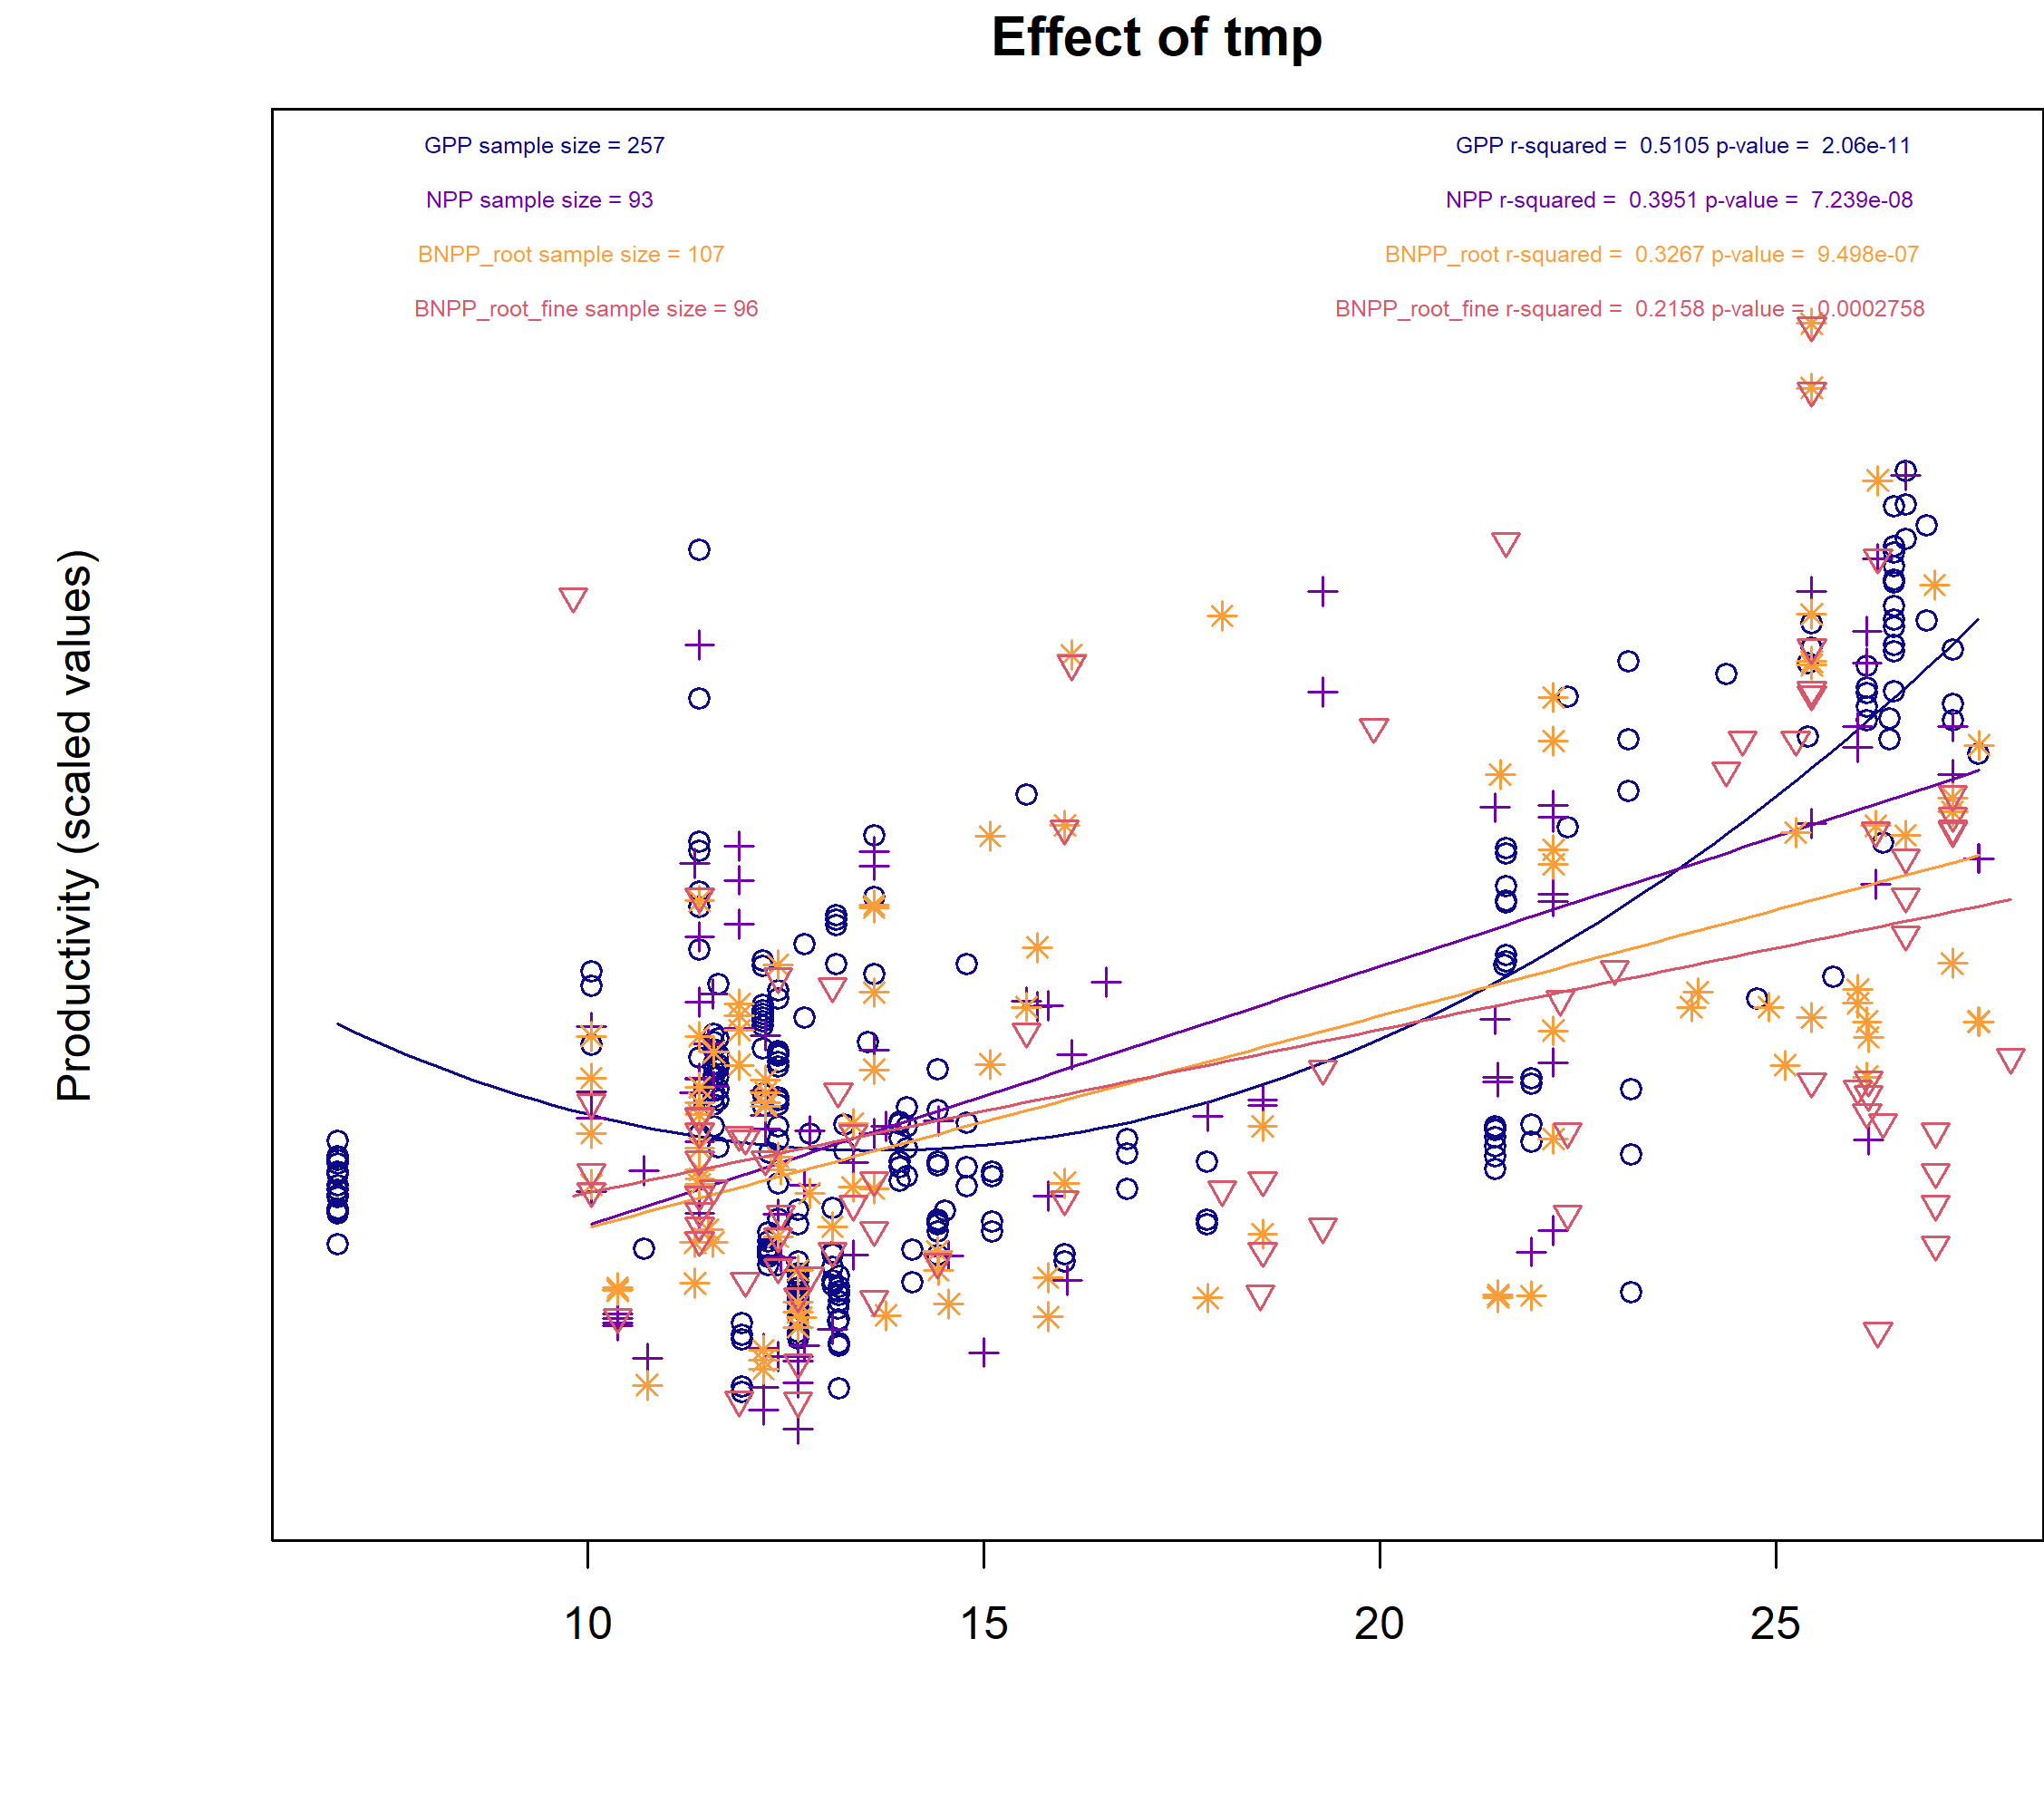 Effect of tmp
GPP sample size = 257
GPP r-squared = 0.5105 p-value = 2.06e-11
NPP sample size = 93
NPP r-squared = 0.3951 p-value = 7.239e-08
BNPP_root sample size = 107
BNPP_root r-squared = 0.3267 p-value = 9.498e-07
BNPP_root_fine sample size = 96
BNPP_root_fine r-squared = 0.2158 p-value = 0.0002758
Productivity (scaled values)
10 15 20 25